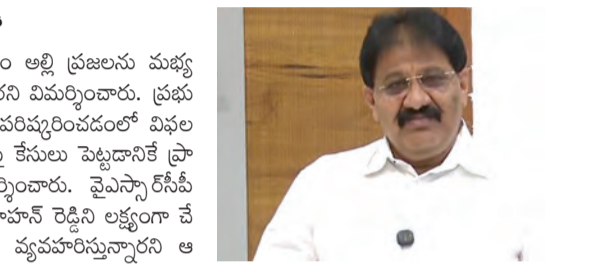 ం అల్లి ప్రజలను మభ్య
రని విమర్శించారు. ప్రభు
పరిష్కరించడంలో విఫల
కేసులు పెట్టడానికే ప్రా
ర్శించారు. వైఎస్సార్‌సీపీ
హన్ రెడ్డిని లక్ష్యంగా చే
వ్యవహరిస్తున్నారని ఆ